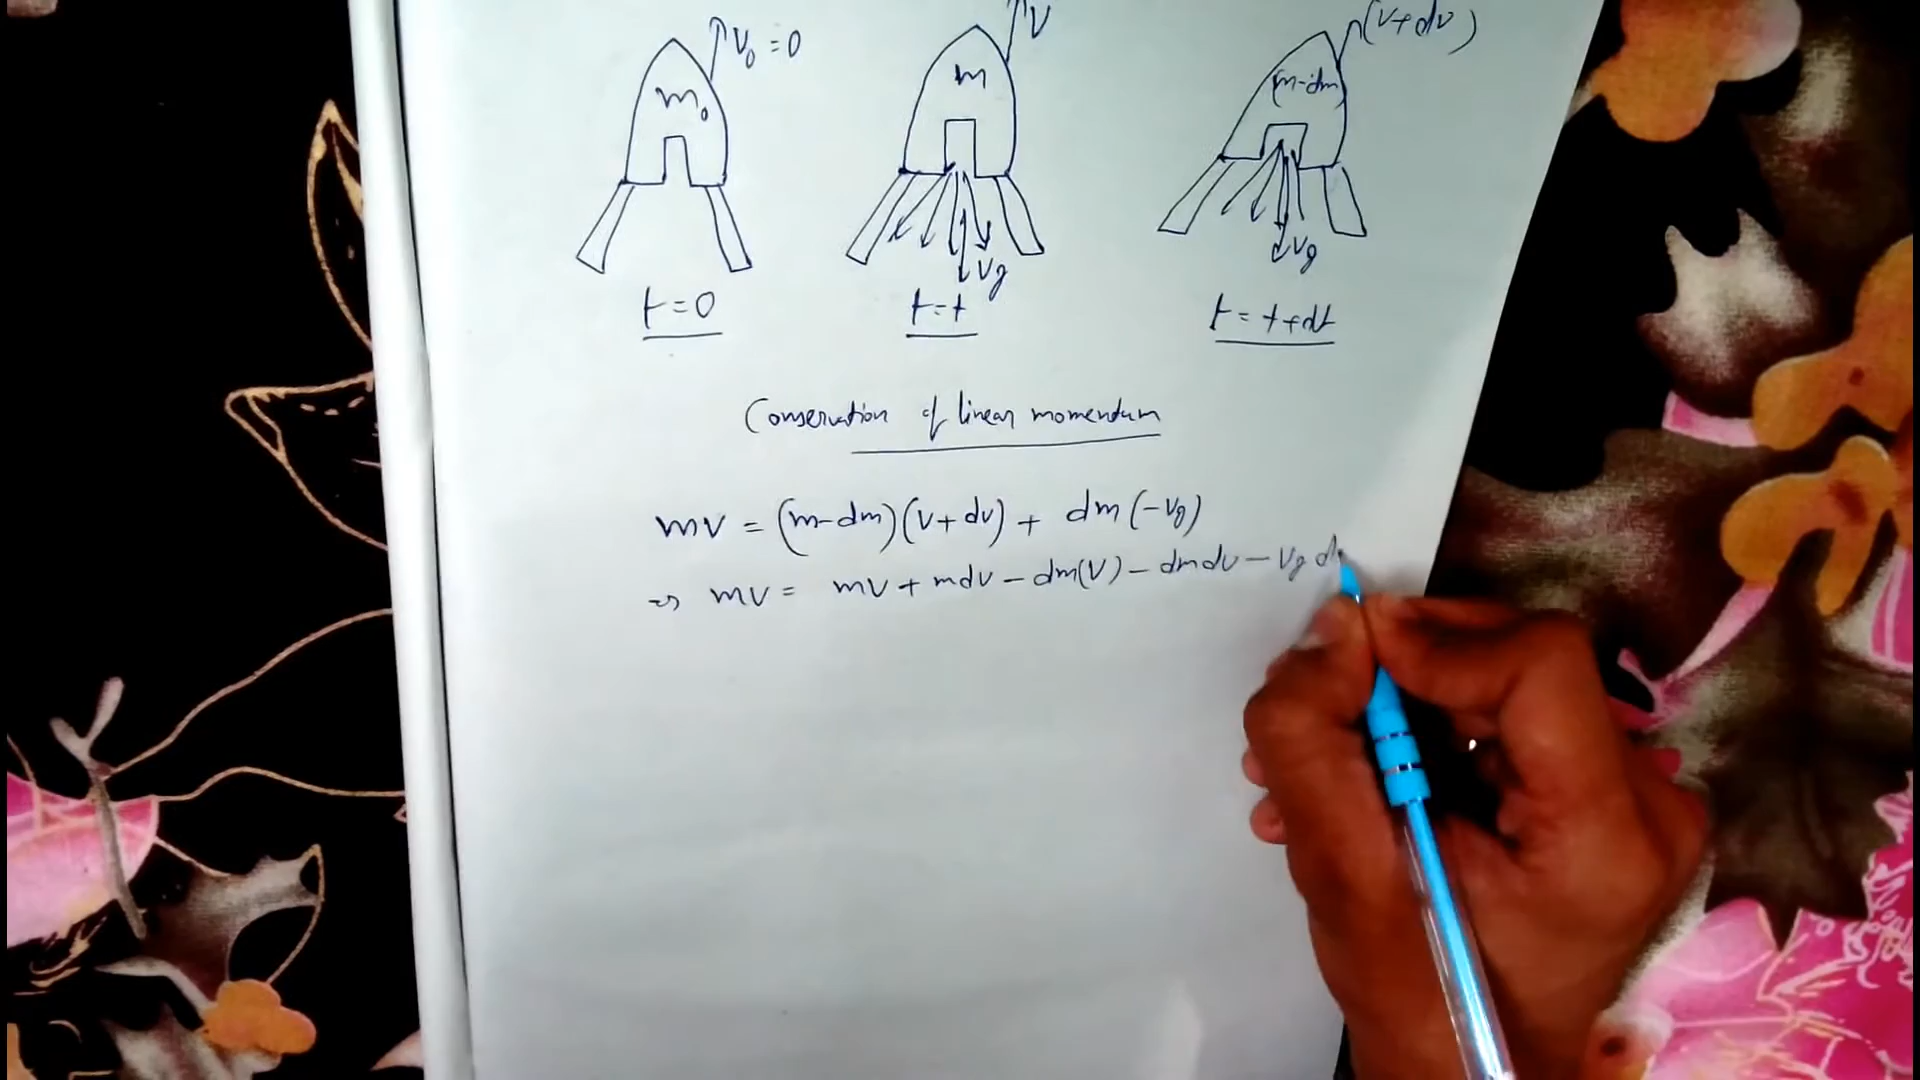 V₀ = 0
V
(V+dV)
m₀
m
(m-dm)
Vg
Vg
t=0
t=t
t= t+dt
Conservation of linear momentum
mV = (m-dm)(V+dV) + dm(-Vg)
⇒ mV = mV + mdV - dm(V) - dmdV - Vg d